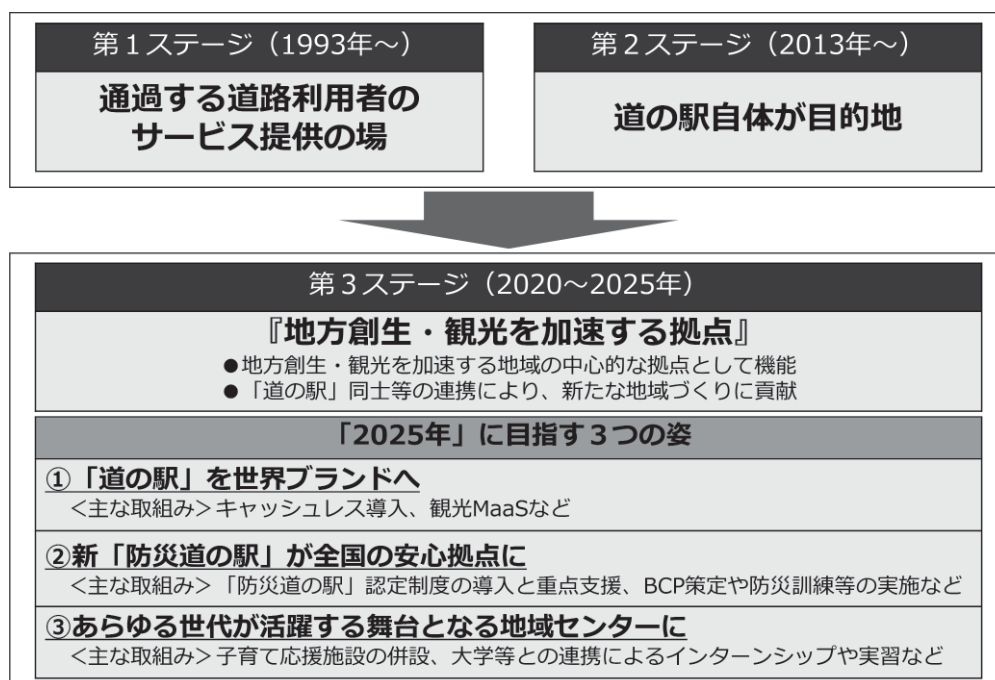 第１ステージ（1993年～）
通過する道路利用者の
サービス提供の場
第２ステージ（2013年～）
道の駅自体が目的地
第３ステージ（2020～2025年）
『地方創生・観光を加速する拠点』
●地方創生・観光を加速する地域の中心的な拠点として機能
●「道の駅」同士等の連携により、新たな地域づくりに貢献
「2025年」に目指す３つの姿
①「道の駅」を世界ブランドへ
＜主な取組み＞キャッシュレス導入、観光MaaSなど
②新「防災道の駅」が全国の安心拠点に
＜主な取組み＞「防災道の駅」認定制度の導入と重点支援、BCP策定や防災訓練等の実施など
③あらゆる世代が活躍する舞台となる地域センターに
＜主な取組み＞子育て応援施設の併設、大学等との連携によるインターンシップや実習など